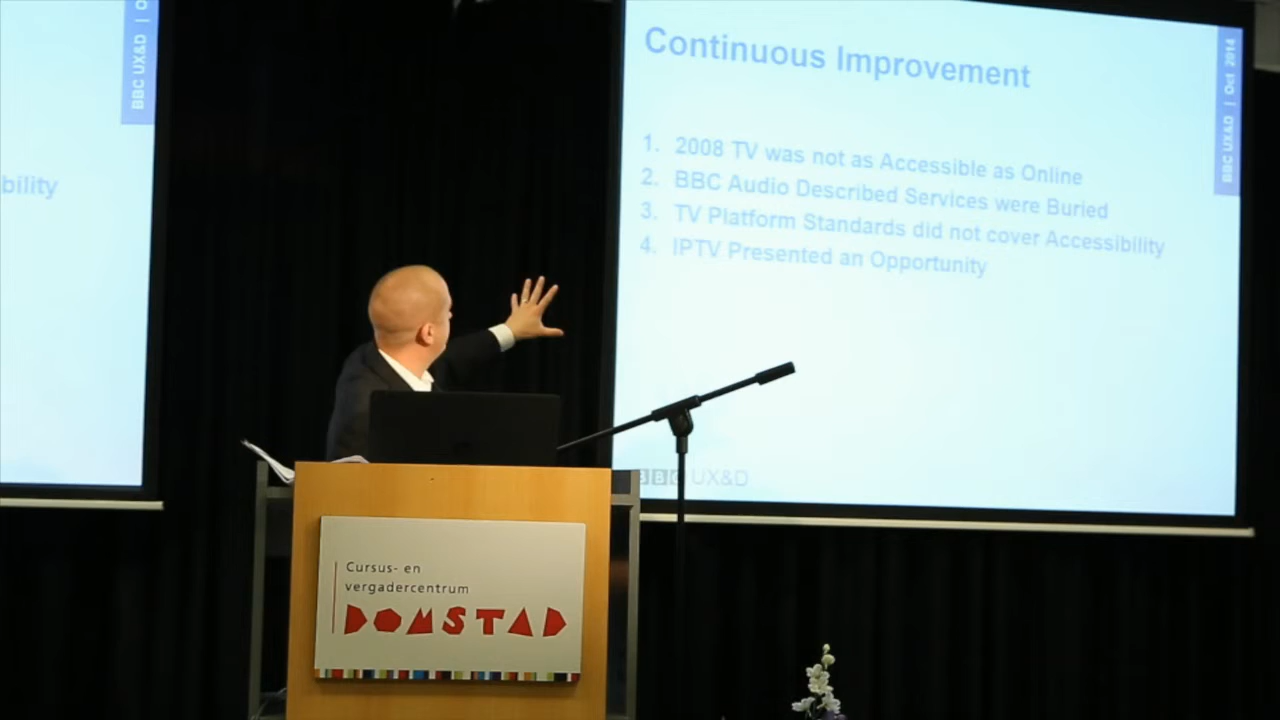 BBC UX&D | O
bility
Continuous Improvement
BBC UX&D | Oct 2014
1. 2008 TV was not as Accessible as Online
2. BBC Audio Described Services were Buried
3. TV Platform Standards did not cover Accessibility
4. IPTV Presented an Opportunity
BBC UX&D
Cursus- en
vergadercentrum
DOMSTAD